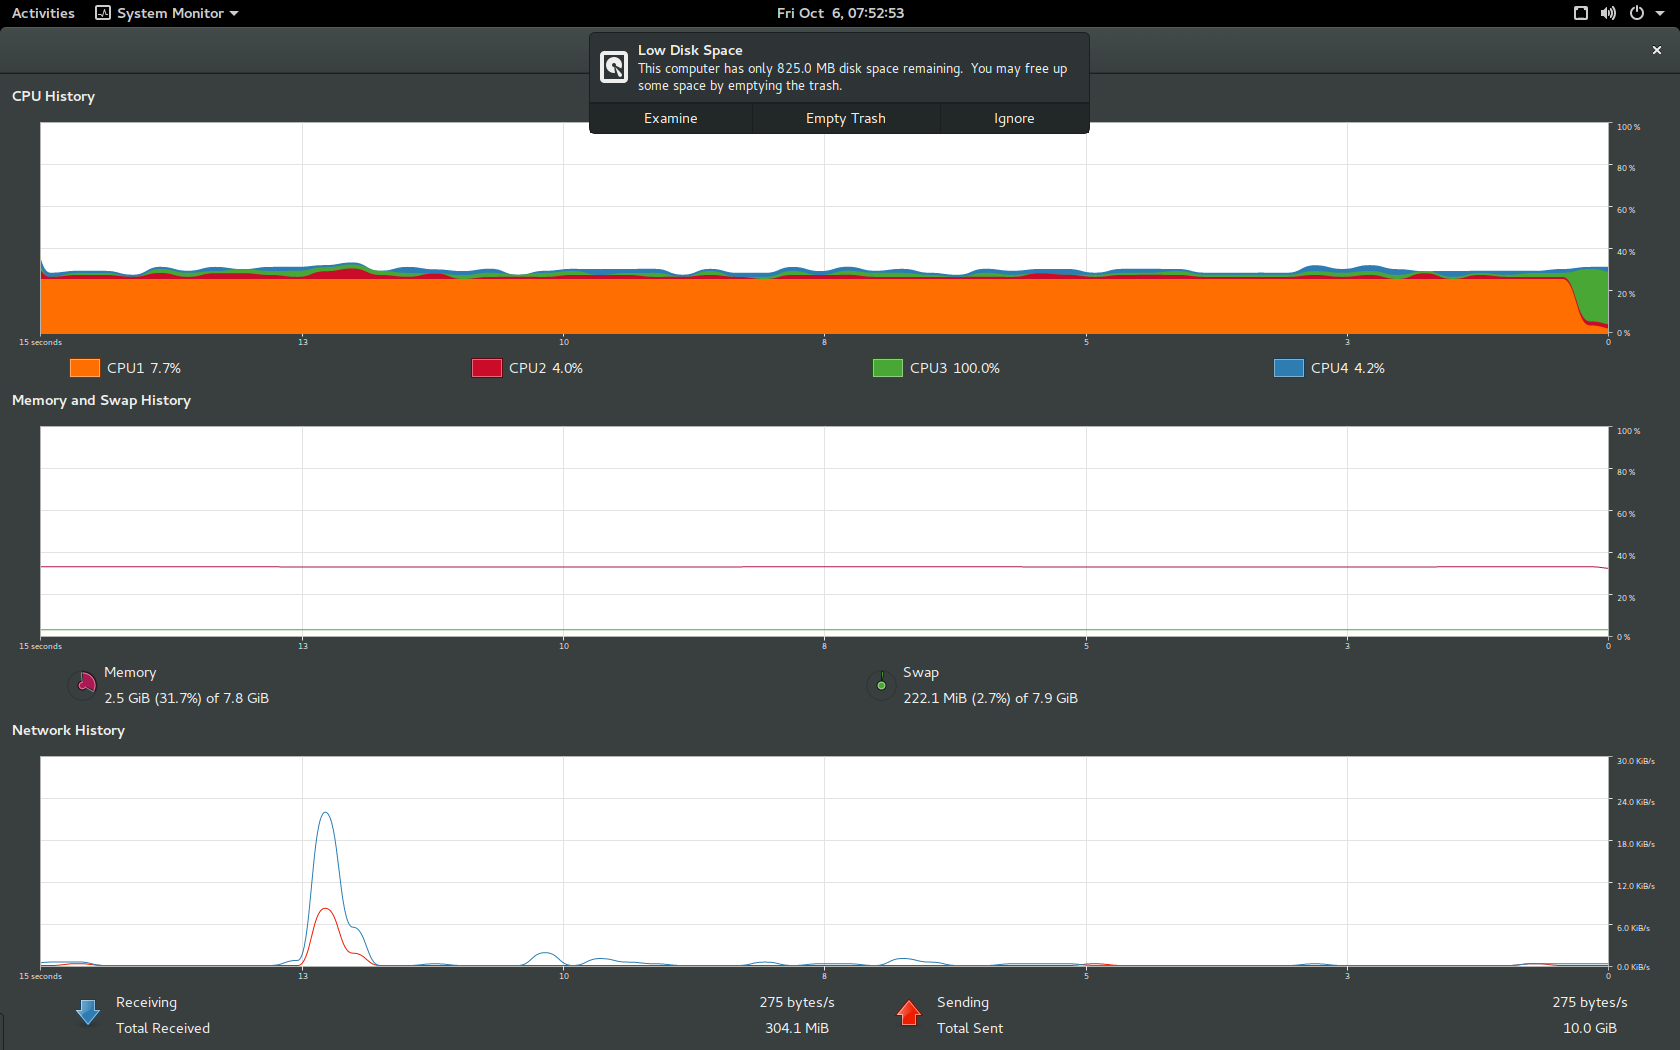 Activities System Monitor Fri Oct 6, 07:52:53
Low Disk Space
This computer has only 825.0 MB disk space remaining. You may free up
some space by emptying the trash.
Examine Empty Trash Ignore
CPU History
100 %
80 %
60 %
40 %
20 %
0 %
15 seconds 13 10 8 5 3 0
CPU1 7.7% CPU2 4.0% CPU3 100.0% CPU4 4.2%
Memory and Swap History
100 %
80 %
60 %
40 %
20 %
0 %
15 seconds 13 10 8 5 3 0
Memory Swap
2.5 GiB (31.7%) of 7.8 GiB 222.1 MiB (2.7%) of 7.9 GiB
Network History
30.0 KiB/s
24.0 KiB/s
18.0 KiB/s
12.0 KiB/s
6.0 KiB/s
0.0 KiB/s
15 seconds 13 10 8 5 3 0
Receiving 275 bytes/s Sending 275 bytes/s
Total Received 304.1 MiB Total Sent 10.0 GiB